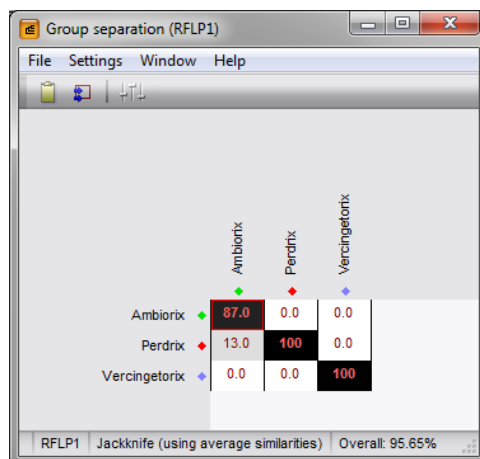 Group separation (RFLP1)
File Settings Window Help
Ambiorix Perdrix Vercingetorix
Ambiorix 87.0 0.0 0.0
Perdrix 13.0 100 0.0
Vercingetorix 0.0 0.0 100
RFLP1 Jackknife (using average similarities) Overall: 95.65%